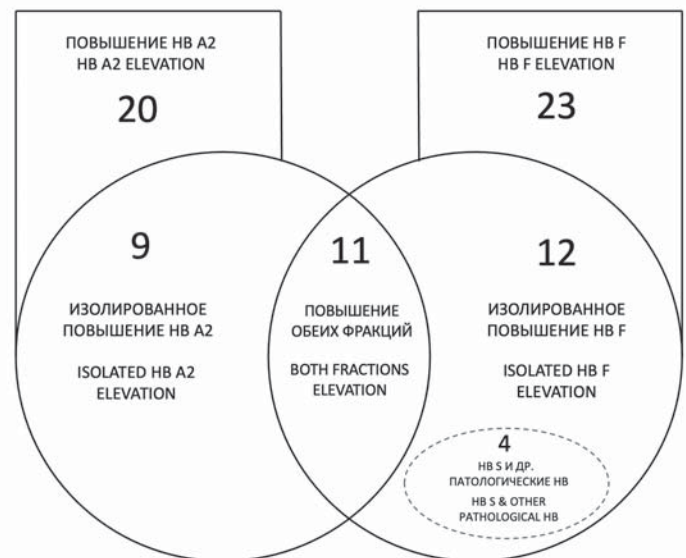 ПОВЫШЕНИЕ HB A2
HB A2 ELEVATION
20
ПОВЫШЕНИЕ HB F
HB F ELEVATION
23
9
ИЗОЛИРОВАННОЕ
ПОВЫШЕНИЕ HB A2
ISOLATED HB A2
ELEVATION
11
ПОВЫШЕНИЕ
ОБЕИХ ФРАКЦИЙ
BOTH FRACTIONS
ELEVATION
12
ИЗОЛИРОВАННОЕ
ПОВЫШЕНИЕ HB F
ISOLATED HB F
ELEVATION
4
HB S И ДР.
ПАТОЛОГИЧЕСКИЕ HB
HB S & OTHER
PATHOLOGICAL HB